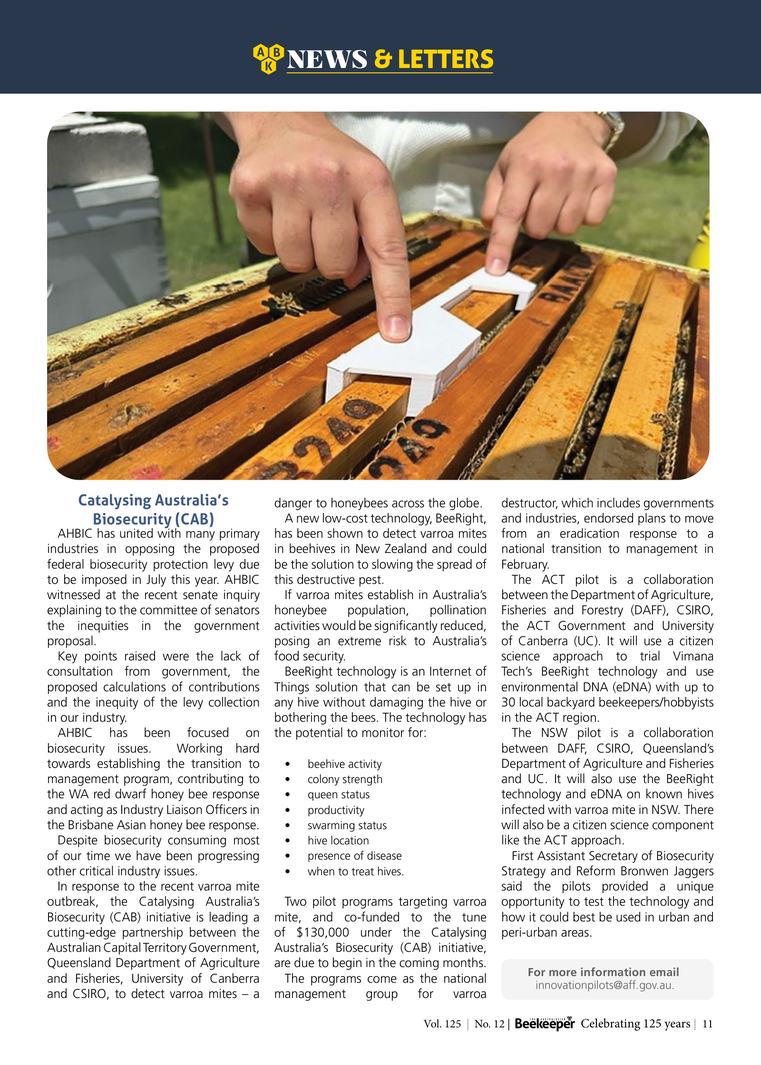 A B K NEWS & LETTERS
3249
249
BAAA
Catalysing Australia’s
Biosecurity (CAB)
AHBIC has united with many primary
industries in opposing the proposed
federal biosecurity protection levy due
to be imposed in July this year. AHBIC
witnessed at the recent senate inquiry
explaining to the committee of senators
the inequities in the government
proposal.
Key points raised were the lack of
consultation from government, the
proposed calculations of contributions
and the inequity of the levy collection
in our industry.
AHBIC has been focused on
biosecurity issues. Working hard
towards establishing the transition to
management program, contributing to
the WA red dwarf honey bee response
and acting as Industry Liaison Officers in
the Brisbane Asian honey bee response.
Despite biosecurity consuming most
of our time we have been progressing
other critical industry issues.
In response to the recent varroa mite
outbreak, the Catalysing Australia’s
Biosecurity (CAB) initiative is leading a
cutting-edge partnership between the
Australian Capital Territory Government,
Queensland Department of Agriculture
and Fisheries, University of Canberra
and CSIRO, to detect varroa mites – a
danger to honeybees across the globe.
A new low-cost technology, BeeRight,
has been shown to detect varroa mites
in beehives in New Zealand and could
be the solution to slowing the spread of
this destructive pest.
If varroa mites establish in Australia’s
honeybee population, pollination
activities would be significantly reduced,
posing an extreme risk to Australia’s
food security.
BeeRight technology is an Internet of
Things solution that can be set up in
any hive without damaging the hive or
bothering the bees. The technology has
the potential to monitor for:
• beehive activity
• colony strength
• queen status
• productivity
• swarming status
• hive location
• presence of disease
• when to treat hives.
Two pilot programs targeting varroa
mite, and co-funded to the tune
of $130,000 under the Catalysing
Australia’s Biosecurity (CAB) initiative,
are due to begin in the coming months.
The programs come as the national
management group for varroa
destructor, which includes governments
and industries, endorsed plans to move
from an eradication response to a
national transition to management in
February.
The ACT pilot is a collaboration
between the Department of Agriculture,
Fisheries and Forestry (DAFF), CSIRO,
the ACT Government and University
of Canberra (UC). It will use a citizen
science approach to trial Vimana
Tech’s BeeRight technology and use
environmental DNA (eDNA) with up to
30 local backyard beekeepers/hobbyists
in the ACT region.
The NSW pilot is a collaboration
between DAFF, CSIRO, Queensland’s
Department of Agriculture and Fisheries
and UC. It will also use the BeeRight
technology and eDNA on known hives
infected with varroa mite in NSW. There
will also be a citizen science component
like the ACT approach.
First Assistant Secretary of Biosecurity
Strategy and Reform Bronwen Jaggers
said the pilots provided a unique
opportunity to test the technology and
how it could best be used in urban and
peri-urban areas.
For more information email
innovationpilots@aff.gov.au.
Vol. 125 | No. 12 | Beekeeper Celebrating 125 years | 11